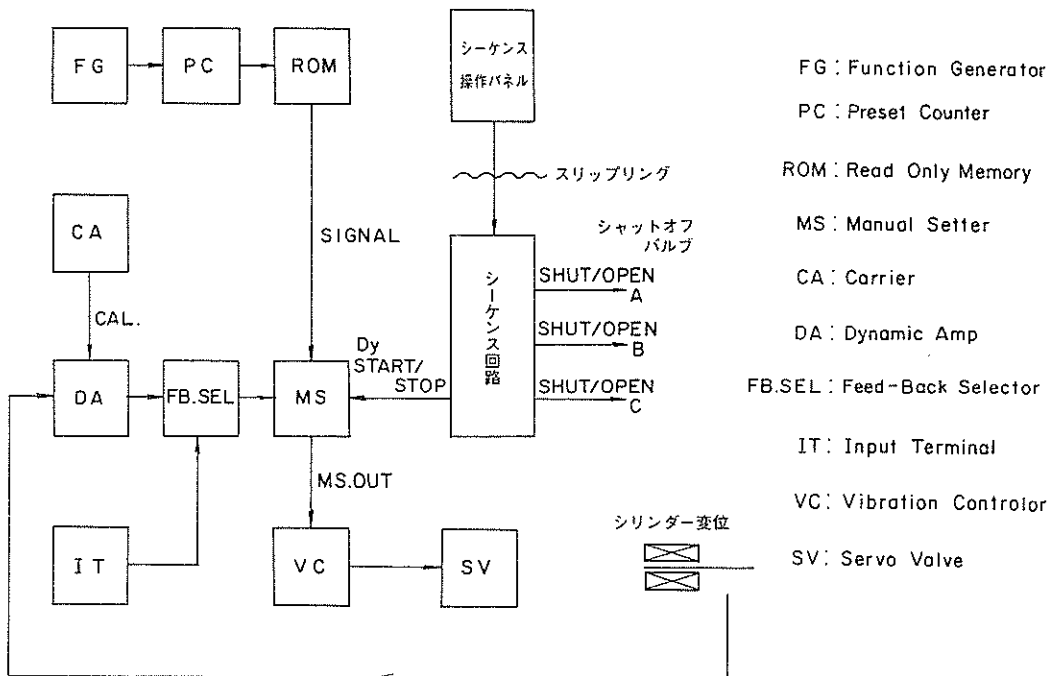 FG
PC
ROM
シーケンス
操作パネル
スリップリング
CA
SIGNAL
CAL.
シーケンス回路
シャットオフ
バルブ
SHUT/OPEN
A
SHUT/OPEN
B
SHUT/OPEN
C
Dy
START/
STOP
DA
FB.SEL
MS
MS.OUT
IT
VC
SV
シリンダー変位
FG: Function Generator
PC: Preset Counter
ROM: Read Only Memory
MS: Manual Setter
CA: Carrier
DA: Dynamic Amp
FB.SEL: Feed-Back Selector
IT: Input Terminal
VC: Vibration Controlor
SV: Servo Valve